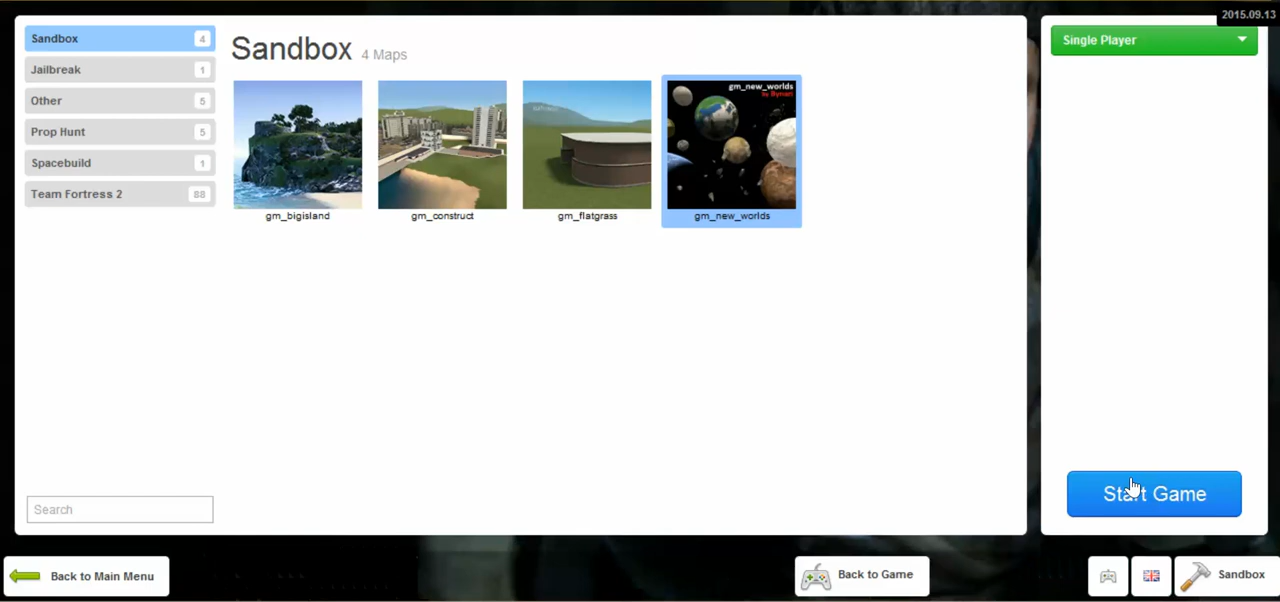 2015.09.13
Sandbox 4
Jailbreak 1
Other 5
Prop Hunt 5
Spacebuild 1
Team Fortress 2 88
Sandbox 4 Maps
gm_new_worlds
by Bynari
gm_bigisland
gm_construct
gm_flatgrass
gm_new_worlds
Search
Single Player
Start Game
Back to Main Menu
Back to Game
Sandbox